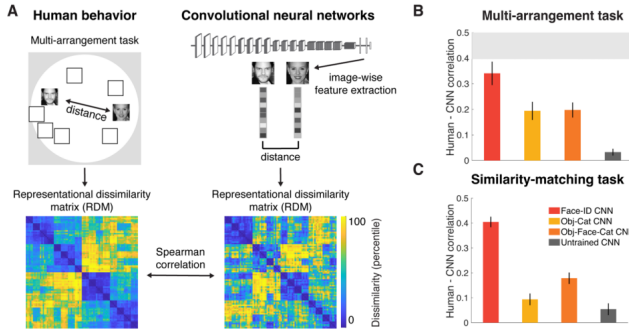 A
Human behavior
Multi-arrangement task
distance
Representational dissimilarity
matrix (RDM)
Convolutional neural networks
image-wise
feature extraction
distance
Representational dissimilarity
matrix (RDM)
Spearman
correlation
Dissimilarity (percentile)
100
0
B
Multi-arrangement task
Human - CNN correlation
0.5
0.4
0.3
0.2
0.1
0
C
Similarity-matching task
Human - CNN correlation
0.5
0.4
0.3
0.2
0.1
0
Face-ID CNN
Obj-Cat CNN
Obj-Face-Cat CN
Untrained CNN